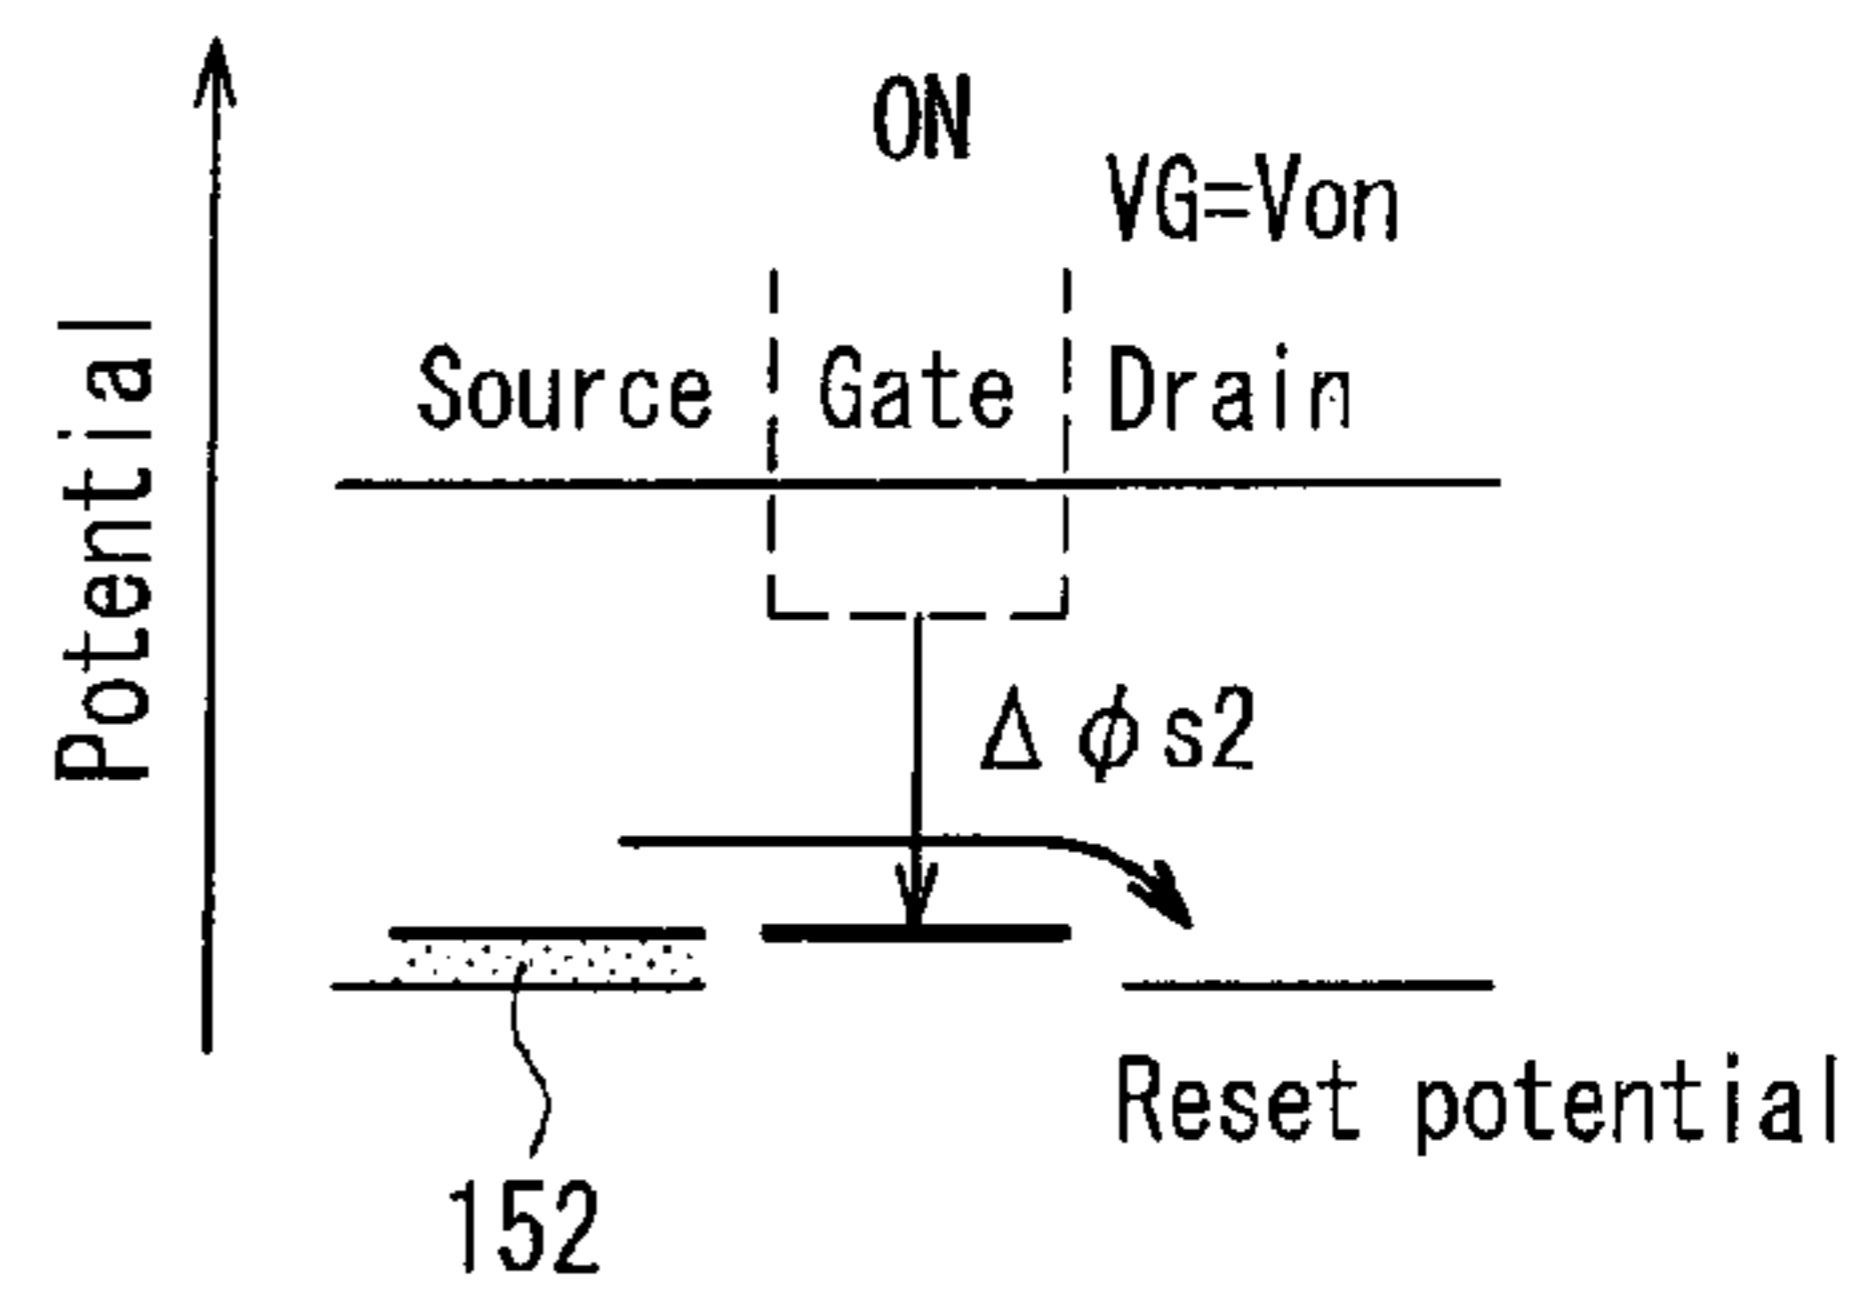 ON
VG=Von
Potential
Source Gate Drain
Δφs2
Reset potential
152